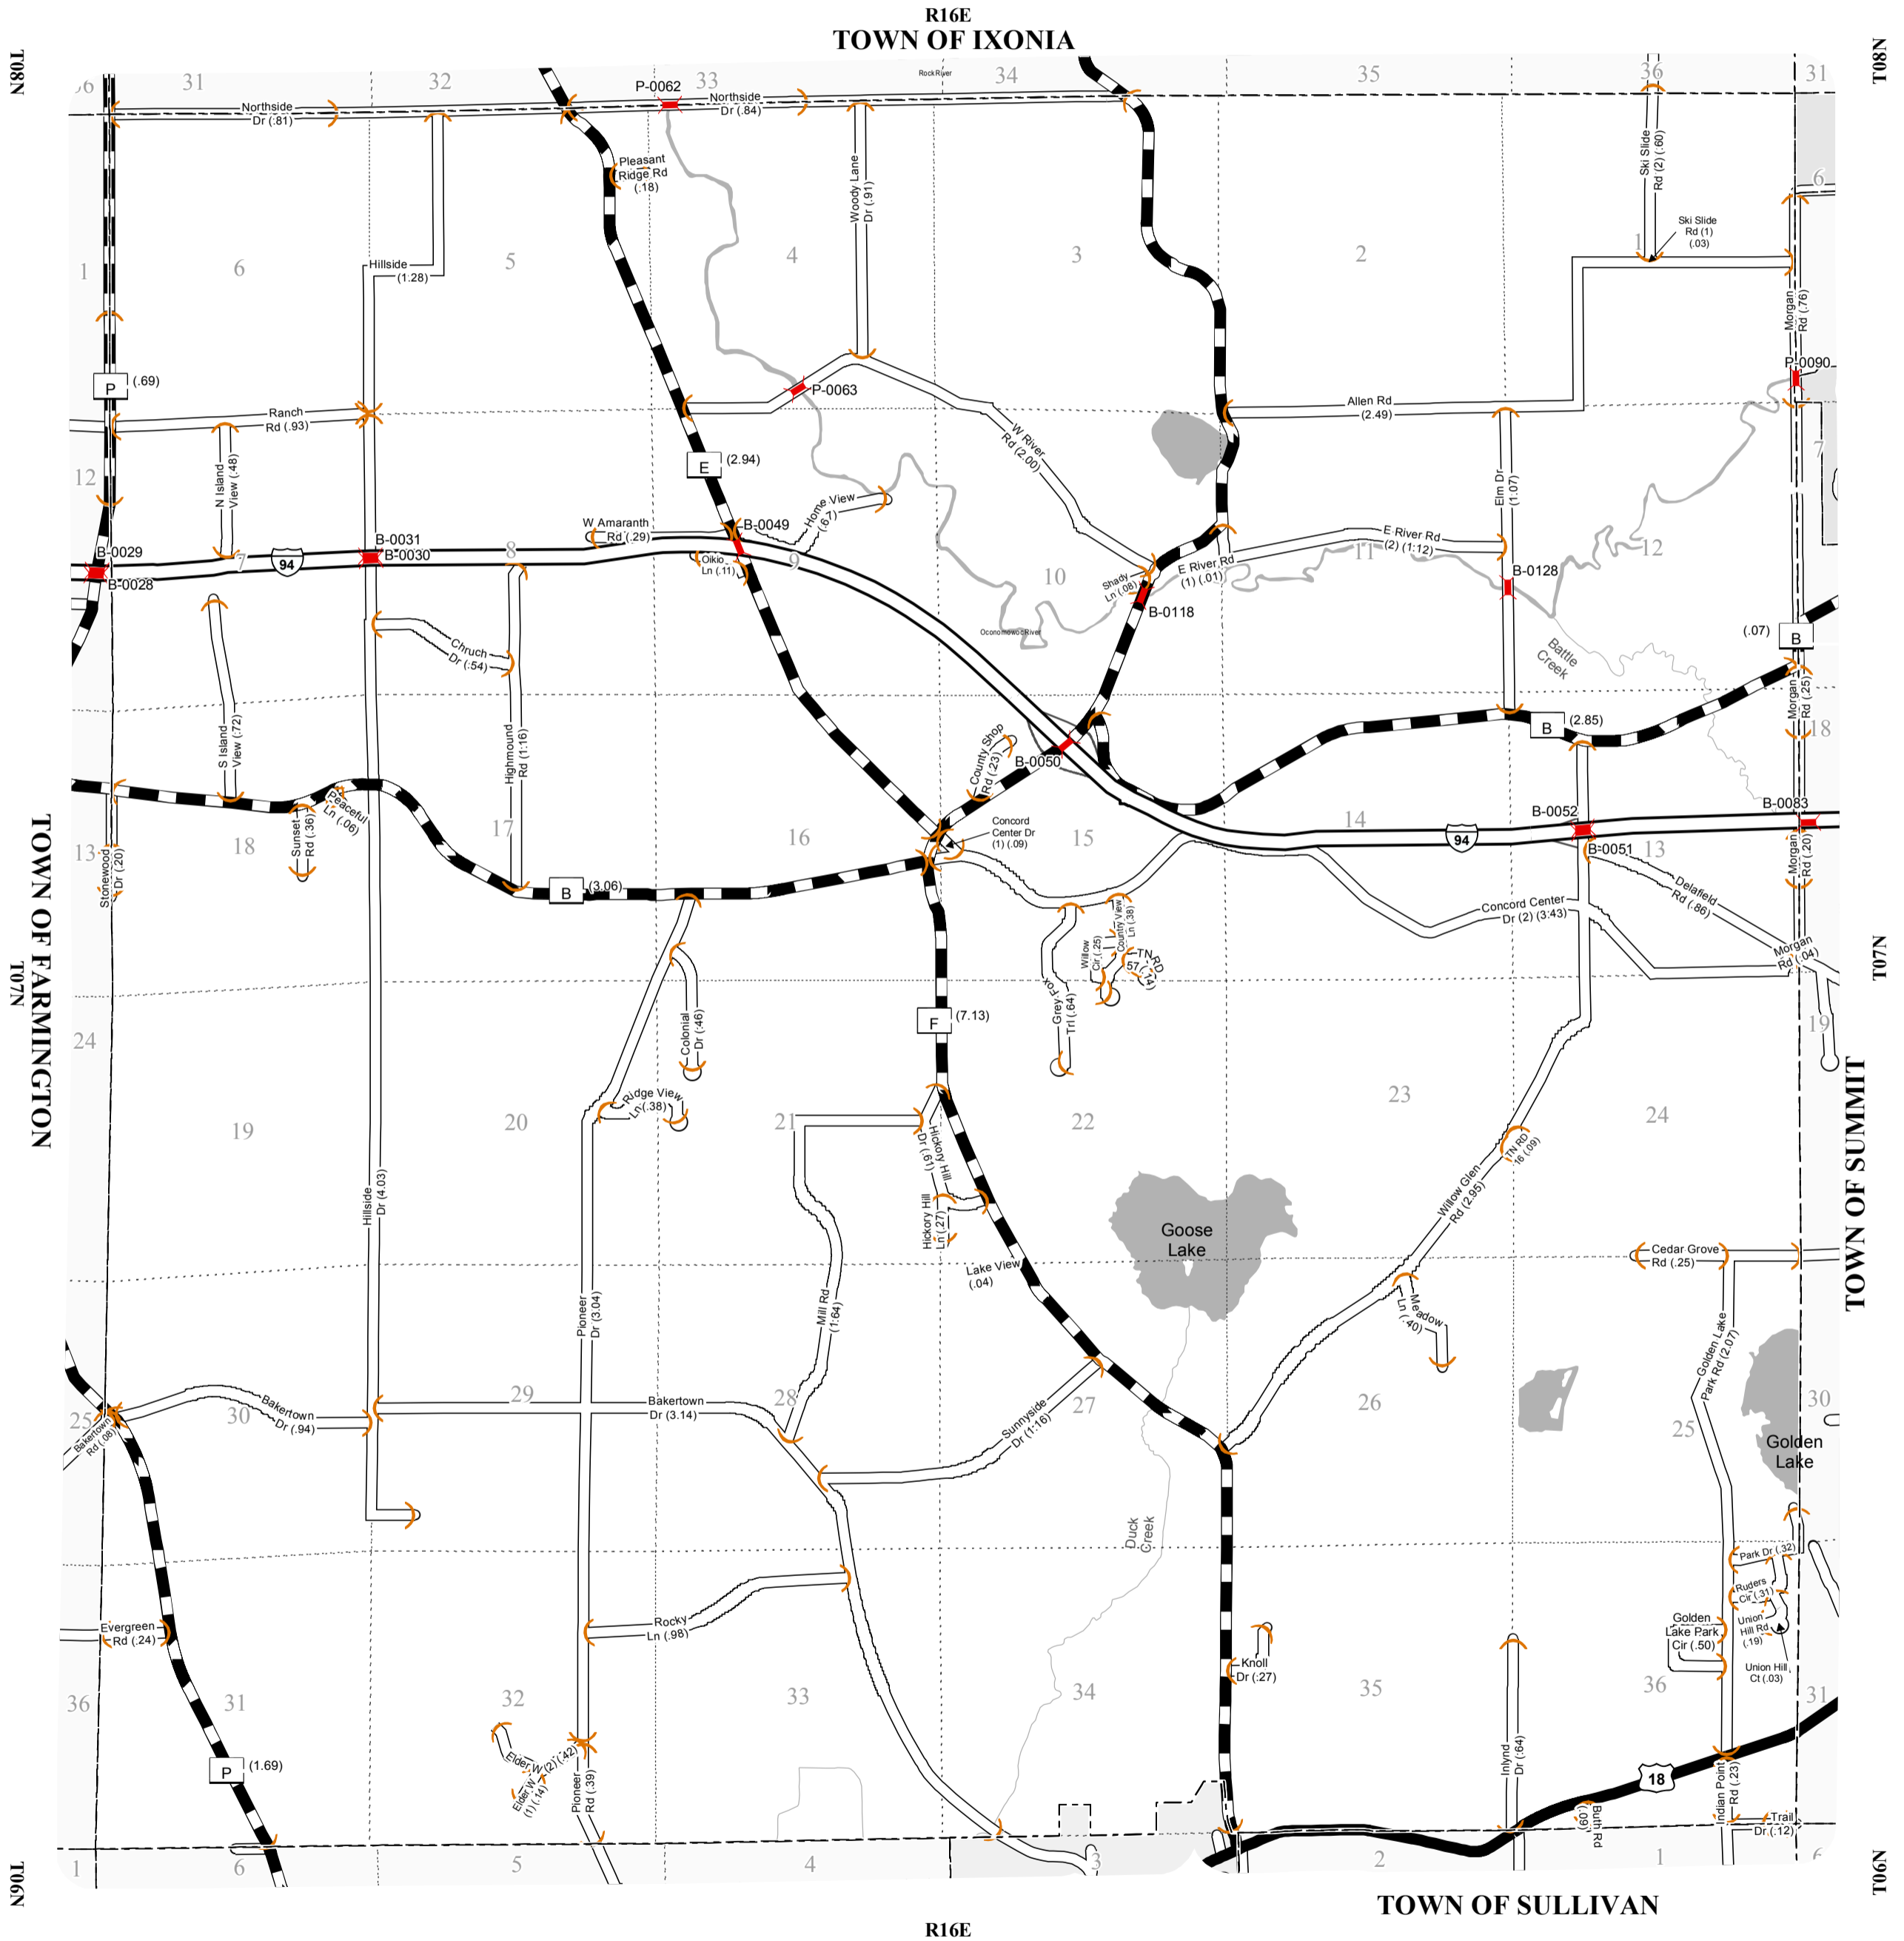 R16E
TOWN OF IXONIA
T08N
T08N
36
31
32
33
34
35
36
31
Rock River
P-0062
Northside
Dr (.81)
Northside
Dr (.84)
Pleasant
Ridge Rd
(.18)
Woody Lane
Dr (.91)
Ski Slide
Rd (2) (.60)
Ski Slide
Rd (1)
(.03)
6
1
6
5
4
3
2
1
Hillside
(1.28)
Morgan
Rd (.76)
P-0090
P
(.69)
P-0063
Ranch
Rd (.93)
Allen Rd
(2.49)
W River
Rd (2.00)
E
(2.94)
12
7
N Island
View (.48)
Elm Dr
(1.07)
Home View
(.67)
W Amaranth
Rd (.29)
B-0049
B-0031
B-0030
B-0029
B-0028
7
94
8
9
10
11
12
Oikio
Ln (.11)
E River Rd
(2) (1.12)
E River Rd
(1) (.01)
Shady
Ln (.08)
B-0118
B-0128
Oconomowoc River
Chruch
Dr (.54)
Battle
Creek
(.07)
B
Morgan
Rd (.25)
S Island
View (.72)
Highmound
Rd (1.16)
County Shop
Rd (.23)
B-0050
B
(2.85)
18
Peaceful
Ln (.06)
Sunset
Rd (.36)
B-0052
B-0083
TOWN OF FARMINGTON
13
18
17
16
15
14
94
B-0051
13
Concord
Center Dr
(1) (.09)
Stonewood
Dr (.20)
Morgan
Rd (.20)
B
(3.06)
Delafield
Rd (.86)
Concord Center
Dr (2) (3.43)
Country View
Ln (.38)
Willow
Cir (.25)
TN RD
57 (.14)
Morgan
Rd (.04)
T07N
T07N
Grey Fox
Trl (.64)
F
(7.13)
Colonial
Dr (.46)
24
19
Ridge View
Ln (.38)
19
20
21
22
23
24
Hickory Hill
Dr (.61)
TN RD
16 (.09)
TOWN OF SUMMIT
Hillside
Dr (4.03)
Willow Glen
Rd (2.95)
Hickory Hill
Ln (.27)
Goose
Lake
Cedar Grove
Rd (.25)
Lake View
(.04)
Pioneer
Dr (3.04)
Mill Rd
(1.64)
Meadow
Ln (.40)
Golden Lake
Park Rd (2.07)
25
30
Bakertown
Dr (.94)
29
Bakertown
Dr (3.14)
28
27
26
25
30
Bakertown
Rd (.08)
Sunnyside
Dr (1.16)
Golden
Lake
Duck
Creek
Park Dr (.32)
Ruders
Cir (.31)
Evergreen
Rd (.24)
Rocky
Ln (.98)
Golden
Lake Park
Cir (.50)
Union
Hill Rd
(.19)
Union Hill
Ct (.03)
Knoll
Dr (.27)
36
31
32
33
34
35
36
31
Elder W (2) (.42)
Elder W
(1) (.14)
P
(1.69)
Pioneer
Rd (.39)
Inlynd
Dr (.64)
18
Indian Point
Rd (.23)
Buth Rd
(.09)
Trail
Dr (.12)
T06N
T06N
1
6
5
4
3
2
1
6
TOWN OF SULLIVAN
R16E